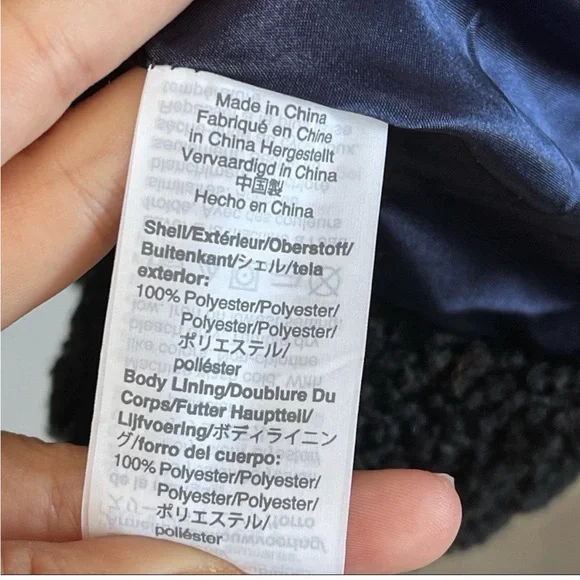 Made in China
Fabriqué en Chine
in China Hergestellt
Vervaardigd in China
中国製
Hecho en China
Shell/Extérieur/Oberstoff/
Buitenkant/シェル/tela
exterior:
100% Polyester/Polyester/
Polyester/Polyester/
ポリエステル/
poliéster
Body Lining/Doublure Du
Corps/Futter Hauptteil/
Lijfvoering/ボディライニン
グ/forro del cuerpo:
100% Polyester/Polyester/
Polyester/Polyester/
ポリエステル/
poliéster